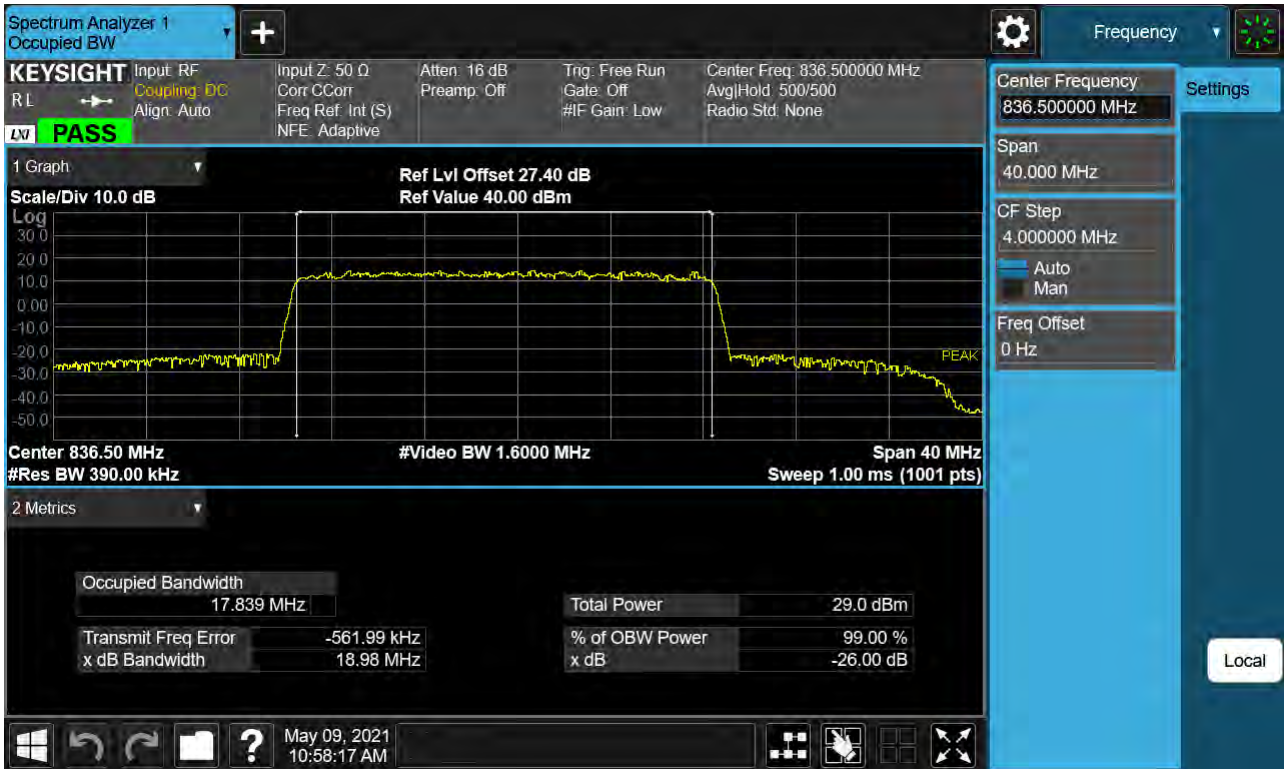 Spectrum Analyzer 1
Occupied BW
+
Frequency
KEYSIGHT
RL
LXI PASS
Input: RF
Coupling: DC
Align: Auto
Input Z: 50 Ω
Corr CCorr
Freq Ref: Int (S)
NFE: Adaptive
Atten: 16 dB
Preamp: Off
Trig: Free Run
Gate: Off
#IF Gain: Low
Center Freq: 836.500000 MHz
Avg|Hold: 500/500
Radio Std: None
Center Frequency
836.500000 MHz
Settings
Span
40.000 MHz
CF Step
4.000000 MHz
Auto
Man
Freq Offset
0 Hz
1 Graph
Scale/Div 10.0 dB
Ref Lvl Offset 27.40 dB
Ref Value 40.00 dBm
Log
30.0
20.0
10.0
0.00
-10.0
-20.0
-30.0
-40.0
-50.0
PEAK
Center 836.50 MHz
#Video BW 1.6000 MHz
Span 40 MHz
#Res BW 390.00 kHz
Sweep 1.00 ms (1001 pts)
2 Metrics
Occupied Bandwidth
17.839 MHz
Transmit Freq Error -561.99 kHz
x dB Bandwidth 18.98 MHz
Total Power 29.0 dBm
% of OBW Power 99.00 %
x dB -26.00 dB
Local
?
May 09, 2021
10:58:17 AM